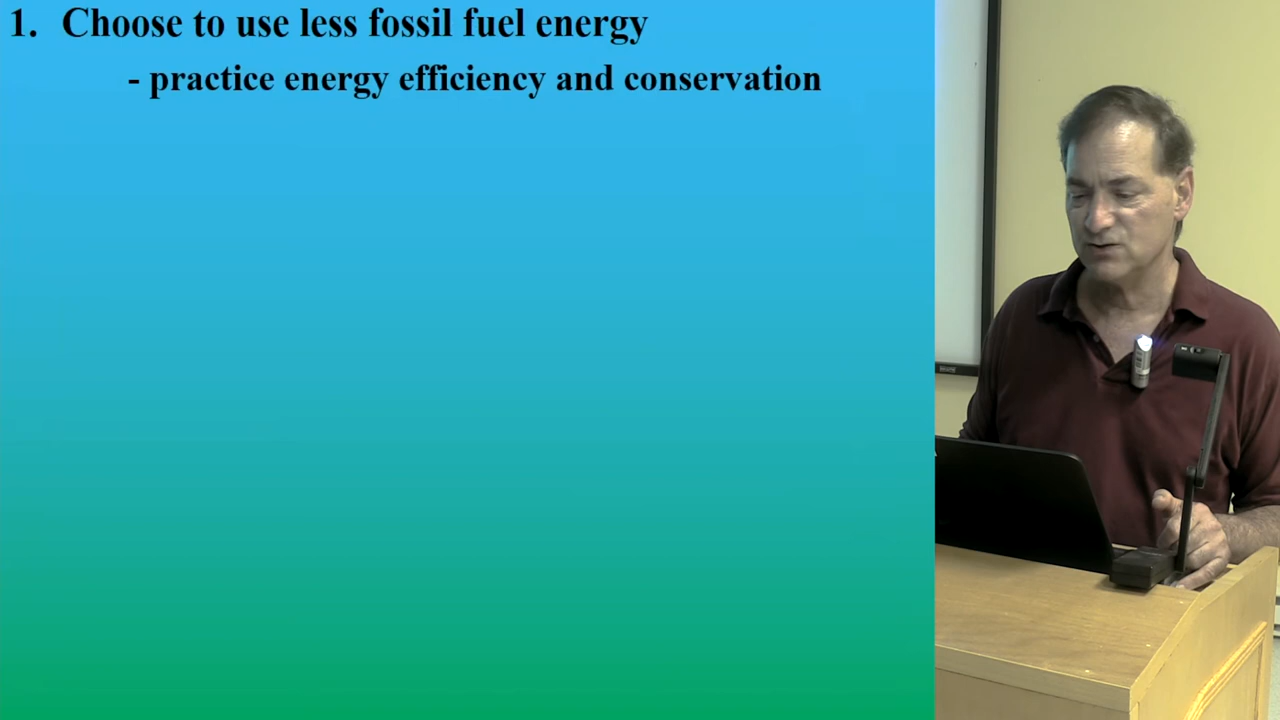 1. Choose to use less fossil fuel energy
- practice energy efficiency and conservation